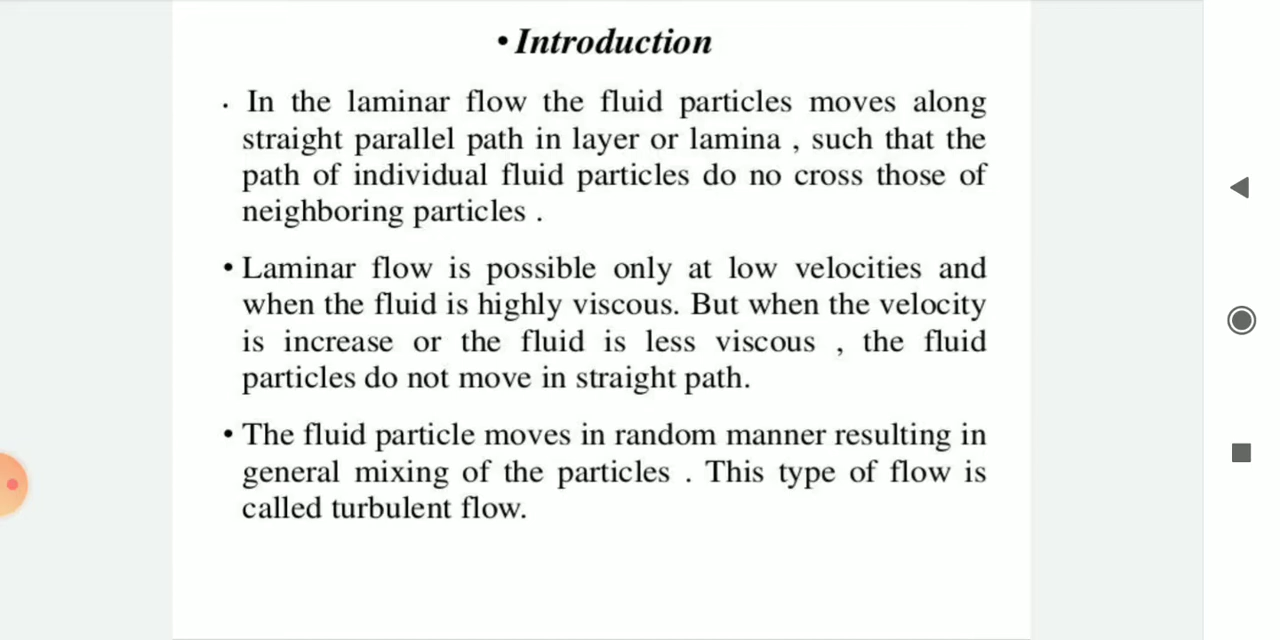 • Introduction
. In the laminar flow the fluid particles moves along
straight parallel path in layer or lamina , such that the
path of individual fluid particles do no cross those of
neighboring particles .
• Laminar flow is possible only at low velocities and
when the fluid is highly viscous. But when the velocity
is increase or the fluid is less viscous , the fluid
particles do not move in straight path.
• The fluid particle moves in random manner resulting in
general mixing of the particles . This type of flow is
called turbulent flow.